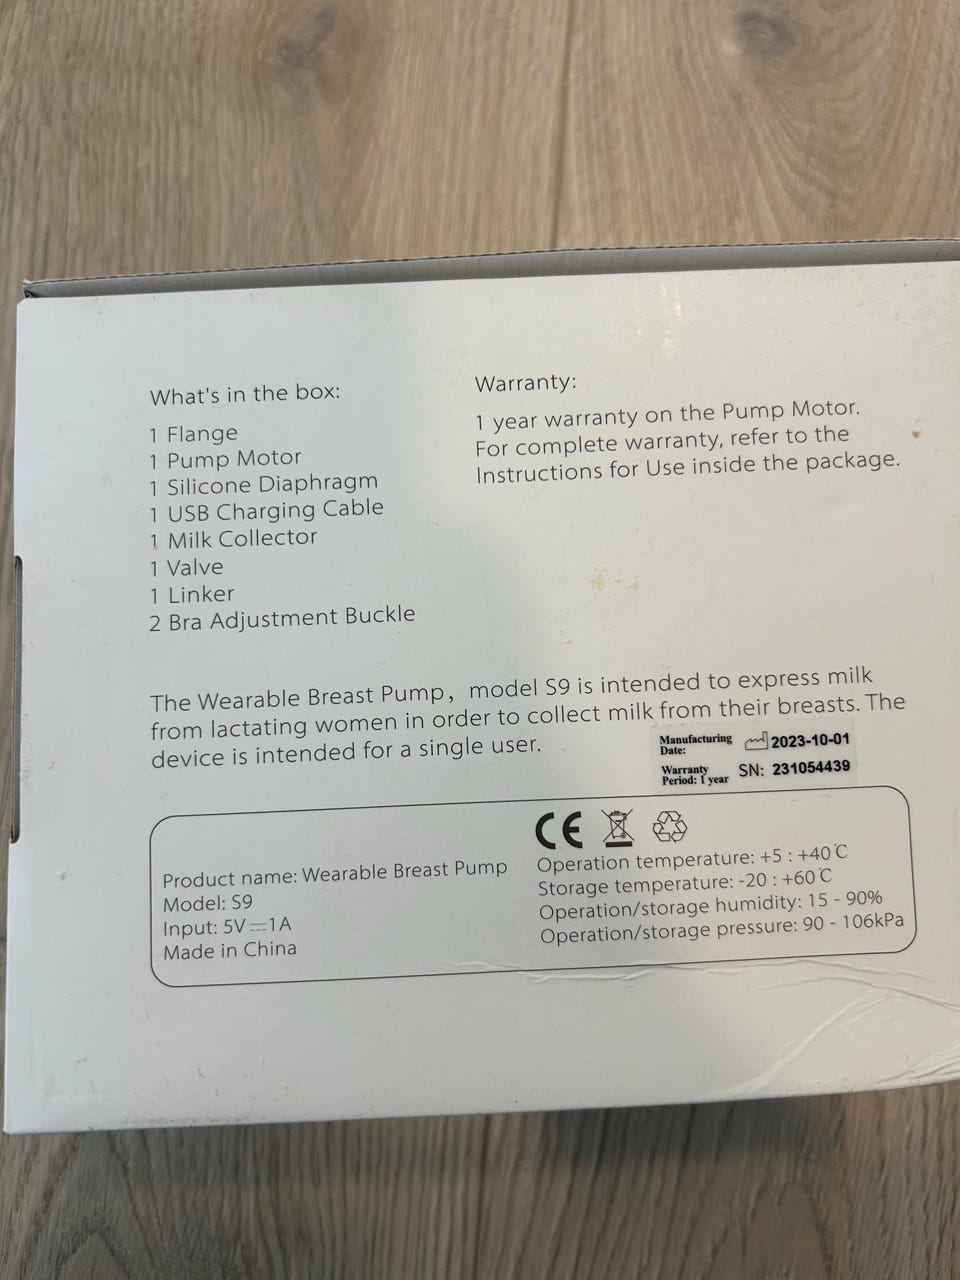 What's in the box:
1 Flange
1 Pump Motor
1 Silicone Diaphragm
1 USB Charging Cable
1 Milk Collector
1 Valve
1 Linker
2 Bra Adjustment Buckle
Warranty:
1 year warranty on the Pump Motor.
For complete warranty, refer to the
Instructions for Use inside the package.
The Wearable Breast Pump, model S9 is intended to express milk
from lactating women in order to collect milk from their breasts. The
device is intended for a single user.
Manufacturing
Date:
2023-10-01
Warranty
Period: 1 year
SN: 231054439
Product name: Wearable Breast Pump
Model: S9
Input: 5V⎓1A
Made in China
CE
Operation temperature: +5 : +40℃
Storage temperature: -20 : +60℃
Operation/storage humidity: 15 - 90%
Operation/storage pressure: 90 - 106kPa